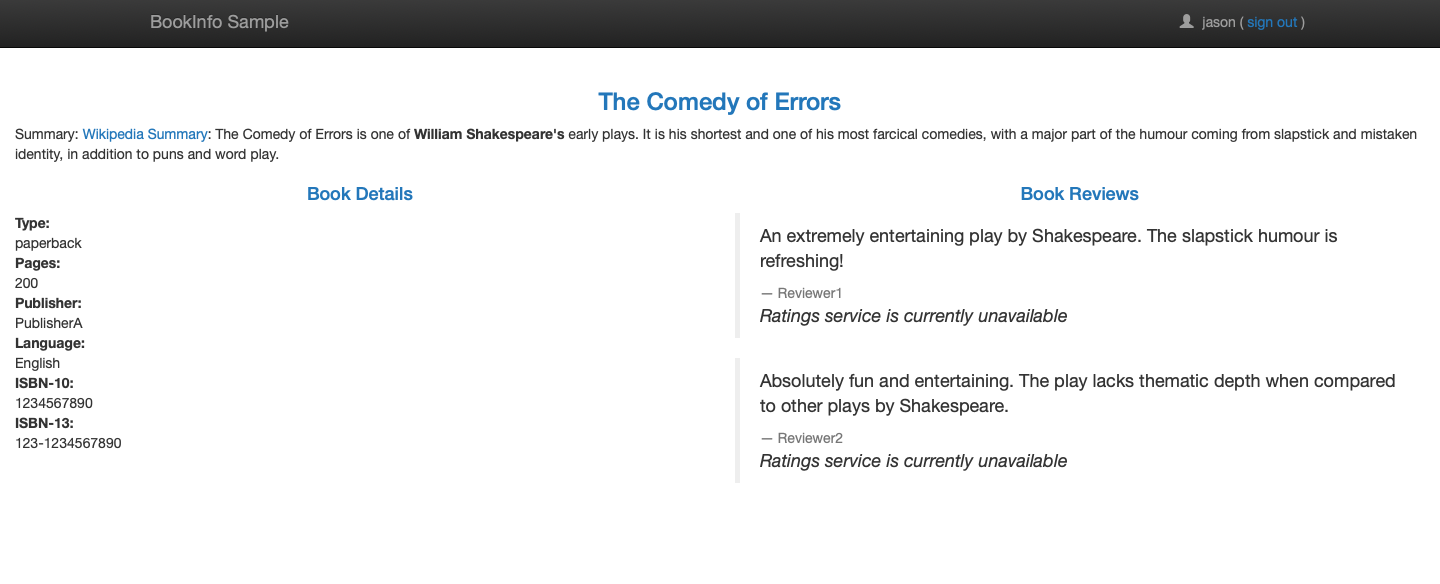 BookInfo Sample
jason ( sign out )
The Comedy of Errors
Summary: Wikipedia Summary: The Comedy of Errors is one of William Shakespeare's early plays. It is his shortest and one of his most farcical comedies, with a major part of the humour coming from slapstick and mistaken
identity, in addition to puns and word play.
Book Details
Type:
paperback
Pages:
200
Publisher:
PublisherA
Language:
English
ISBN-10:
1234567890
ISBN-13:
123-1234567890
Book Reviews
An extremely entertaining play by Shakespeare. The slapstick humour is
refreshing!
— Reviewer1
Ratings service is currently unavailable
Absolutely fun and entertaining. The play lacks thematic depth when compared
to other plays by Shakespeare.
— Reviewer2
Ratings service is currently unavailable